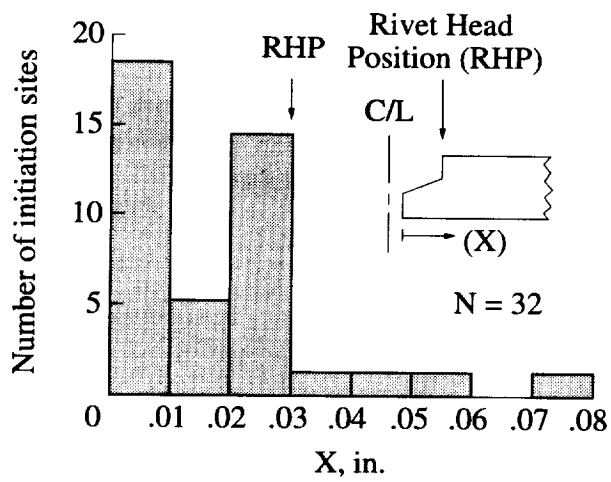 20
15
10
5
0
.01
.02
.03
.04
.05
.06
.07
.08
Number of initiation sites
X, in.
RHP
Rivet Head
Position (RHP)
C/L
(X)
N = 32